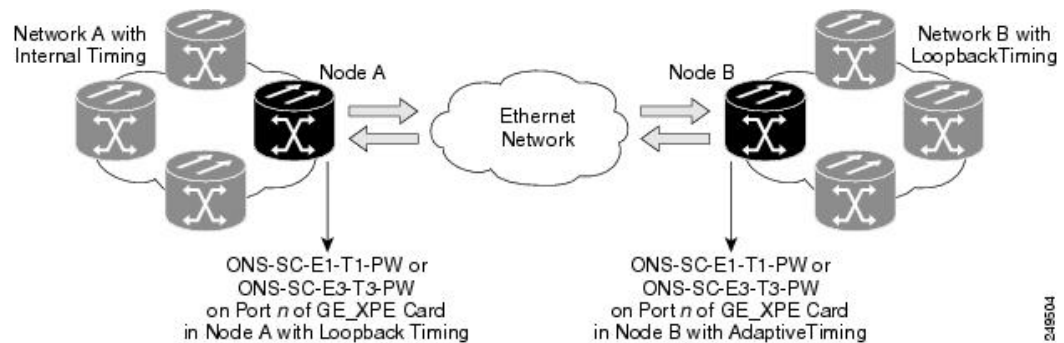 Network A with
Internal Timing
Node A
Ethernet
Network
Node B
Network B with
LoopbackTiming
ONS-SC-E1-T1-PW or
ONS-SC-E3-T3-PW
on Port n of GE_XPE Card
in Node A with Loopback Timing
ONS-SC-E1-T1-PW or
ONS-SC-E3-T3-PW
on Port n of GE_XPE Card
in Node B with AdaptiveTiming
249504